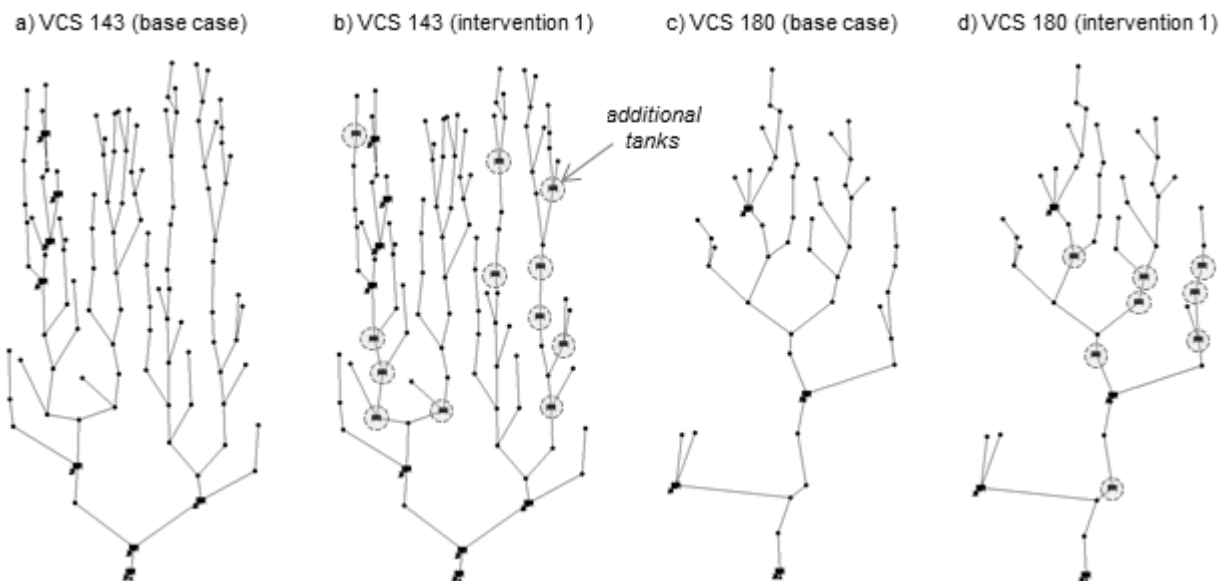 a) VCS 143 (base case)
b) VCS 143 (intervention 1)
c) VCS 180 (base case)
d) VCS 180 (intervention 1)
additional
tanks